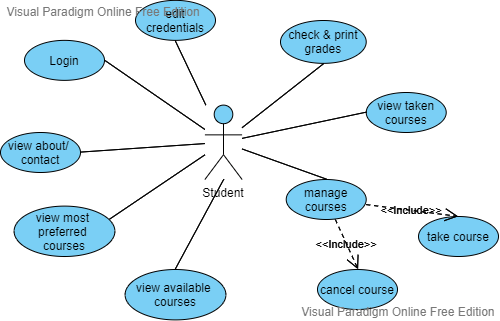 Visual Paradigm Online Free Edition
edit
credentials
check & print
grades
Login
view taken
courses
view about/
contact
Student
manage
courses
<<Include>>
take course
view most
preferred
courses
<<Include>>
view available
courses
cancel course
Visual Paradigm Online Free Edition